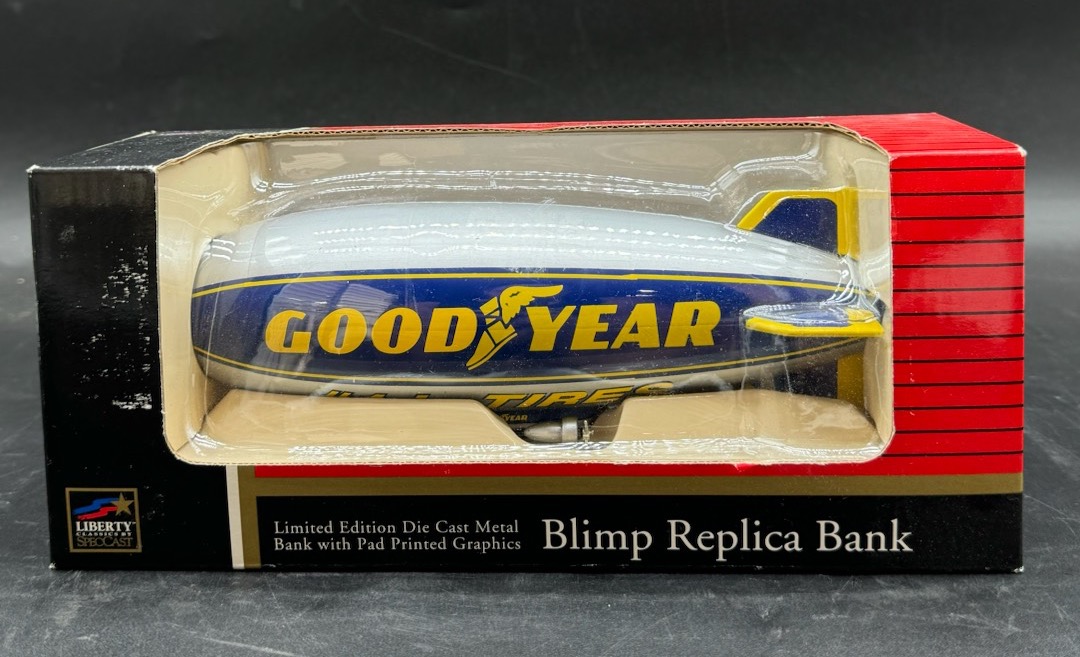 GOODYEAR
TIRES
YEAR
LIBERTY
CLASSICS BY
SPECCAST
Limited Edition Die Cast Metal
Bank with Pad Printed Graphics
Blimp Replica Bank